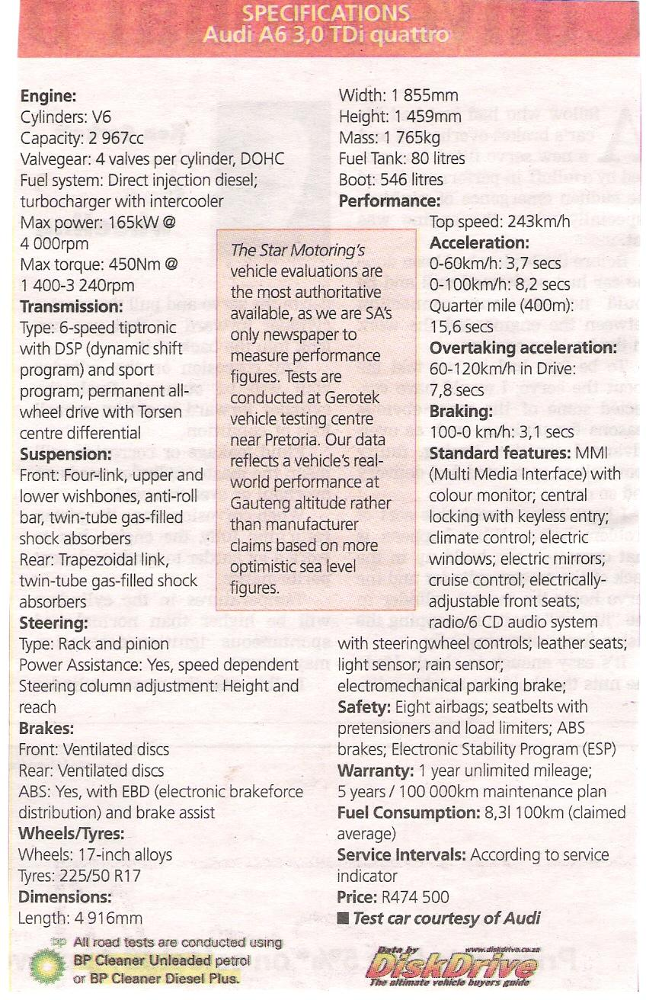 SPECIFICATIONS
Audi A6 3,0 TDi quattro
Engine:
Cylinders: V6
Capacity: 2 967cc
Valvegear: 4 valves per cylinder, DOHC
Fuel system: Direct injection diesel;
turbocharger with intercooler
Max power: 165kW @
4 000rpm
Max torque: 450Nm @
1 400-3 240rpm
Transmission:
Type: 6-speed tiptronic
with DSP (dynamic shift
program) and sport
program; permanent all-
wheel drive with Torsen
centre differential
Suspension:
Front: Four-link, upper and
lower wishbones, anti-roll
bar, twin-tube gas-filled
shock absorbers
Rear: Trapezoidal link,
twin-tube gas-filled shock
absorbers
Steering:
Type: Rack and pinion
Power Assistance: Yes, speed dependent
Steering column adjustment: Height and
reach
Brakes:
Front: Ventilated discs
Rear: Ventilated discs
ABS: Yes, with EBD (electronic brakeforce
distribution) and brake assist
Wheels/Tyres:
Wheels: 17-inch alloys
Tyres: 225/50 R17
Dimensions:
Length: 4 916mm
The Star Motoring's
vehicle evaluations are
the most authoritative
available, as we are SA's
only newspaper to
measure performance
figures. Tests are
conducted at Gerotek
vehicle testing centre
near Pretoria. Our data
reflects a vehicle's real-
world performance at
Gauteng altitude rather
than manufacturer
claims based on more
optimistic sea level
figures.
Width: 1 855mm
Height: 1 459mm
Mass: 1 765kg
Fuel Tank: 80 litres
Boot: 546 litres
Performance:
Top speed: 243km/h
Acceleration:
0-60km/h: 3,7 secs
0-100km/h: 8,2 secs
Quarter mile (400m):
15,6 secs
Overtaking acceleration:
60-120km/h in Drive:
7,8 secs
Braking:
100-0 km/h: 3,1 secs
Standard features: MMI
(Multi Media Interface) with
colour monitor; central
locking with keyless entry;
climate control; electric
windows; electric mirrors;
cruise control; electrically-
adjustable front seats;
radio/6 CD audio system
with steeringwheel controls; leather seats;
light sensor; rain sensor;
electromechanical parking brake;
Safety: Eight airbags; seatbelts with
pretensioners and load limiters; ABS
brakes; Electronic Stability Program (ESP)
Warranty: 1 year unlimited mileage;
5 years / 100 000km maintenance plan
Fuel Consumption: 8,3l 100km (claimed
average)
Service Intervals: According to service
indicator
Price: R474 500
■ Test car courtesy of Audi
bp
All road tests are conducted using
BP Cleaner Unleaded petrol
or BP Cleaner Diesel Plus.
Data by www.diskdrive.co.za
DiskDrive
The ultimate vehicle buyers guide